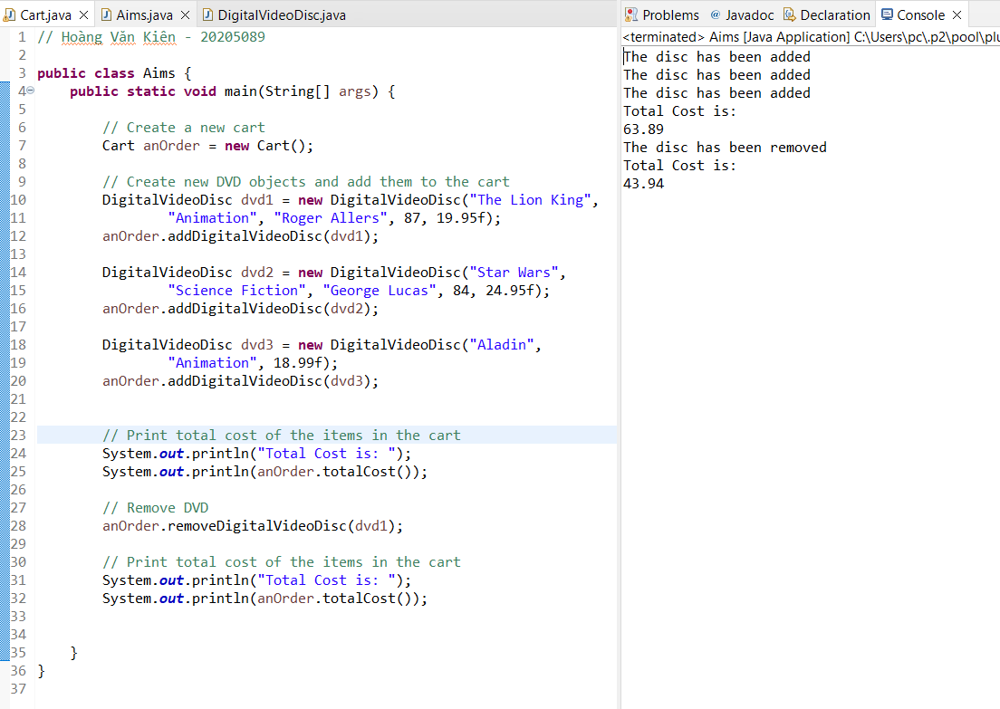 Cart.java Aims.java DigitalVideoDisc.java
1 // Hoàng Văn Kiên - 20205089
2
3 public class Aims {
4 public static void main(String[] args) {
5
6 // Create a new cart
7 Cart anOrder = new Cart();
8
9 // Create new DVD objects and add them to the cart
10 DigitalVideoDisc dvd1 = new DigitalVideoDisc("The Lion King",
11 "Animation", "Roger Allers", 87, 19.95f);
12 anOrder.addDigitalVideoDisc(dvd1);
13
14 DigitalVideoDisc dvd2 = new DigitalVideoDisc("Star Wars",
15 "Science Fiction", "George Lucas", 84, 24.95f);
16 anOrder.addDigitalVideoDisc(dvd2);
17
18 DigitalVideoDisc dvd3 = new DigitalVideoDisc("Aladin",
19 "Animation", 18.99f);
20 anOrder.addDigitalVideoDisc(dvd3);
21
22
23 // Print total cost of the items in the cart
24 System.out.println("Total Cost is: ");
25 System.out.println(anOrder.totalCost());
26
27 // Remove DVD
28 anOrder.removeDigitalVideoDisc(dvd1);
29
30 // Print total cost of the items in the cart
31 System.out.println("Total Cost is: ");
32 System.out.println(anOrder.totalCost());
33
34
35 }
36 }
37
Problems Javadoc Declaration Console
<terminated> Aims [Java Application] C:\Users\pc\.p2\pool\plu
The disc has been added
The disc has been added
The disc has been added
Total Cost is:
63.89
The disc has been removed
Total Cost is:
43.94